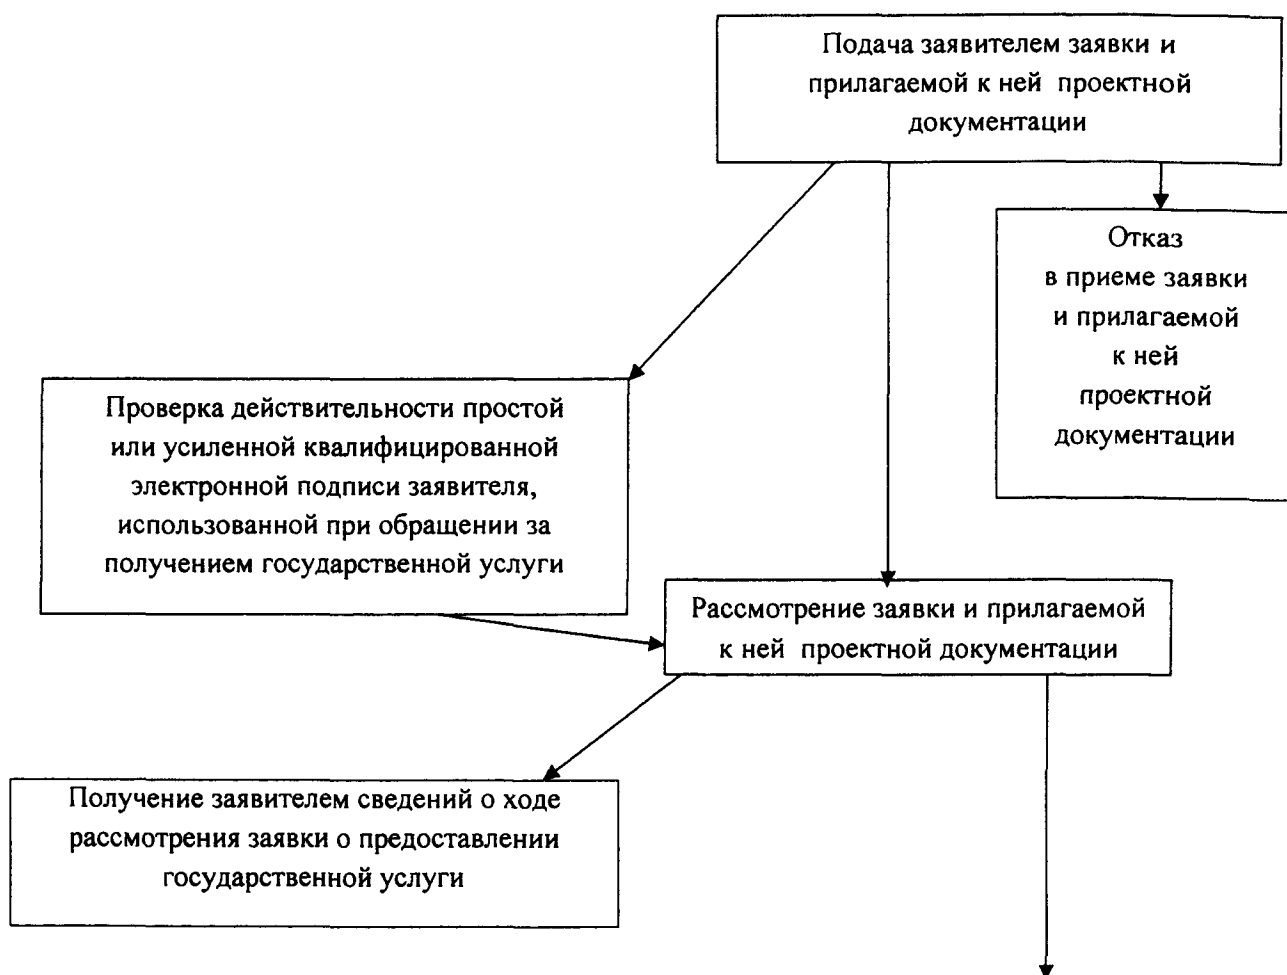 Подача заявителем заявки и
прилагаемой к ней проектной
документации
Отказ
в приеме заявки
и прилагаемой
к ней
проектной
документации
Проверка действительности простой
или усиленной квалифицированной
электронной подписи заявителя,
использованной при обращении за
получением государственной услуги
Рассмотрение заявки и прилагаемой
к ней проектной документации
Получение заявителем сведений о ходе
рассмотрения заявки о предоставлении
государственной услуги